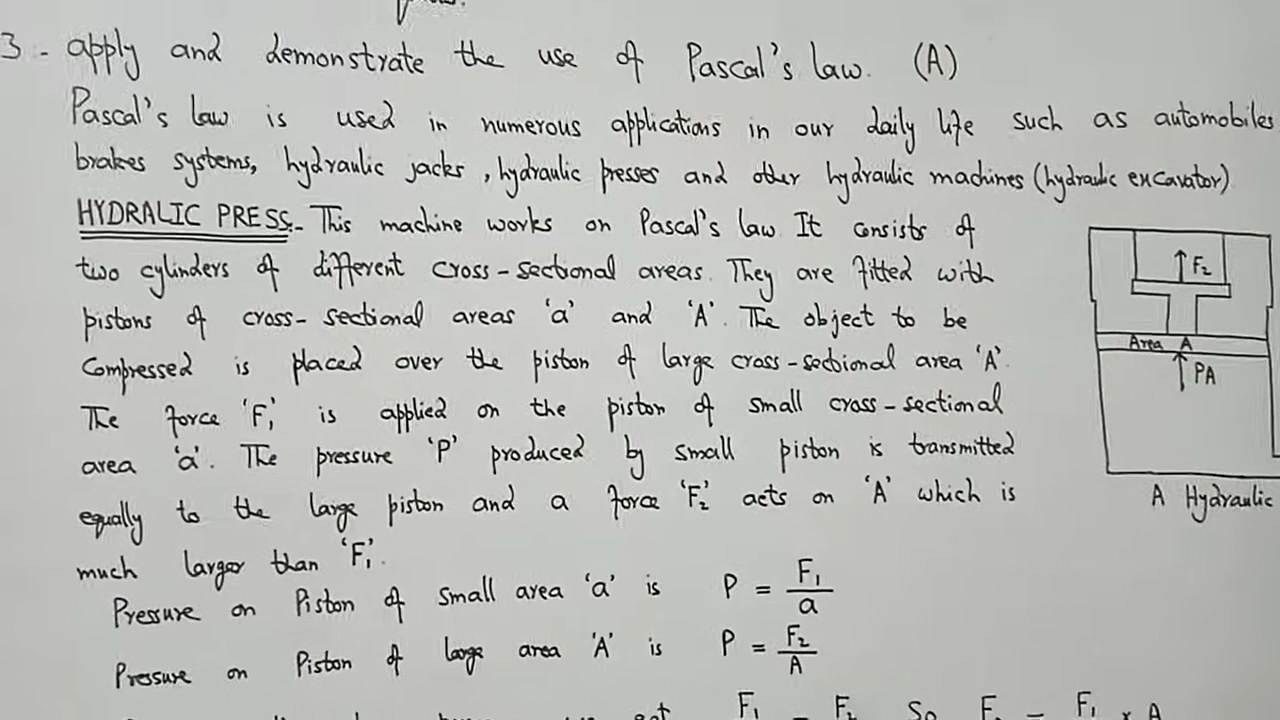 3 - apply and demonstrate the use of Pascal's law. (A)
Pascal's law is used in numerous applications in our daily life such as automobiles
brakes systems, hydraulic jacks, hydraulic presses and other hydraulic machines (hydraulic excavator)
HYDRALIC PRESS:- This machine works on Pascal's law. It consists of
two cylinders of different cross-sectional areas. They are fitted with
pistons of cross-sectional areas 'a' and 'A'. The object to be
Compressed is placed over the piston of large cross-sectional area 'A'.
The force 'F₁' is applied on the piston of small cross-sectional
area 'a'. The pressure 'P' produced by small piston is transmitted
equally to the large piston and a force 'F₂' acts on 'A' which is
much larger than 'F₁'.
Pressure on Piston of small area 'a' is P = F₁/a
Pressure on Piston of large area 'A' is P = F₂/A
F₁ = F₂ So F₂ = F₁ × A
F₂
Area A
PA
A Hydraulic